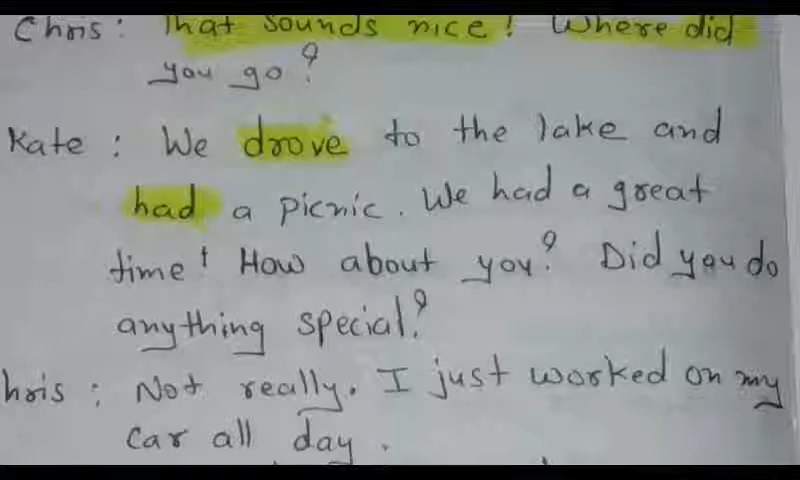 Chris: That sounds nice! Where did
you go?
Kate: We drove to the lake and
had a picnic. We had a great
time! How about you? Did you do
anything special?
hris: Not really. I just worked on my
car all day.